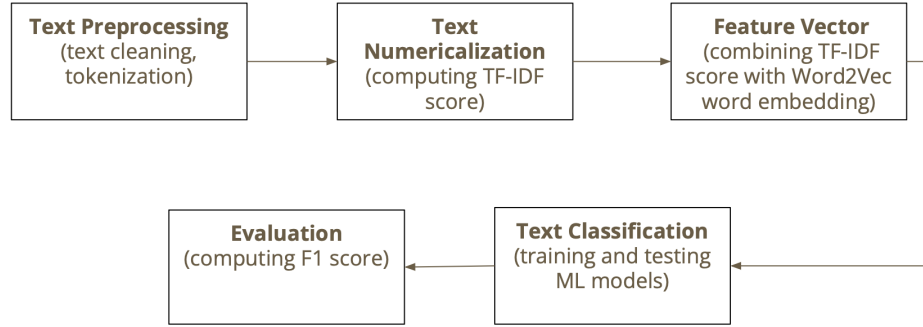 Text Preprocessing
(text cleaning,
tokenization)
Text
Numericalization
(computing TF-IDF
score)
Feature Vector
(combining TF-IDF
score with Word2Vec
word embedding)
Evaluation
(computing F1 score)
Text Classification
(training and testing
ML models)